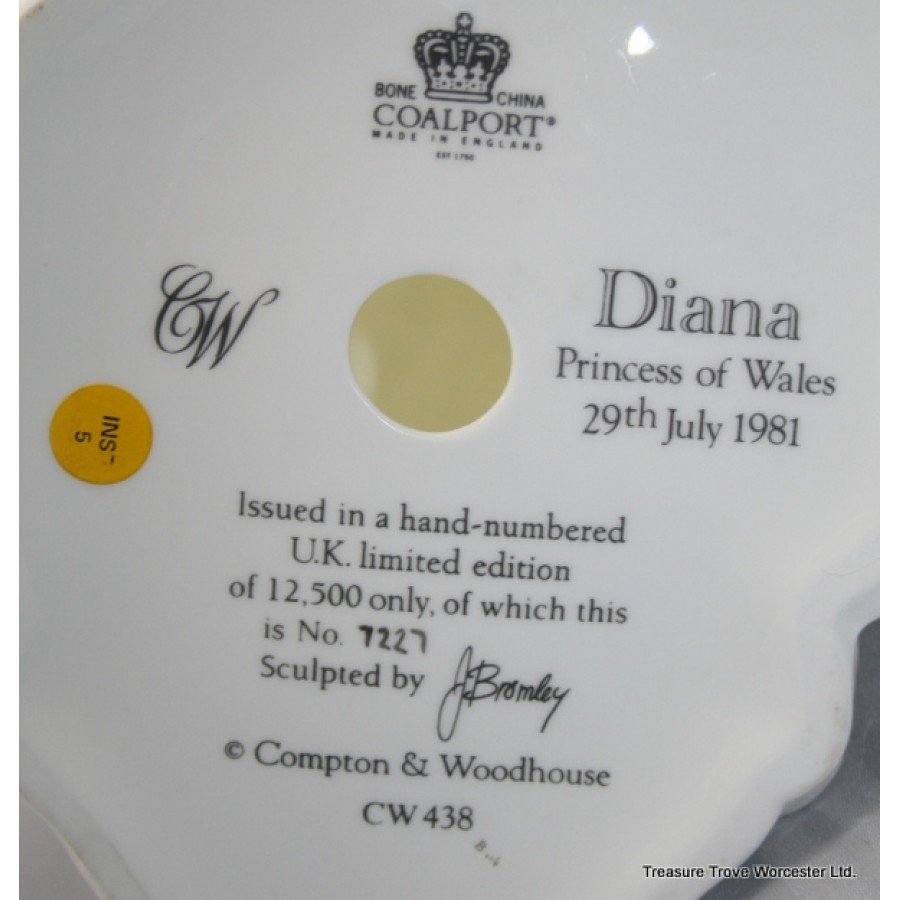 BONE CHINA
COALPORT®
MADE IN ENGLAND
EST 1750
CW
Diana
Princess of Wales
29th July 1981
INS
5
Issued in a hand-numbered
U.K. limited edition
of 12,500 only, of which this
is No. 7227
Sculpted by J Bromley
© Compton & Woodhouse
CW 438
Treasure Trove Worcester Ltd.